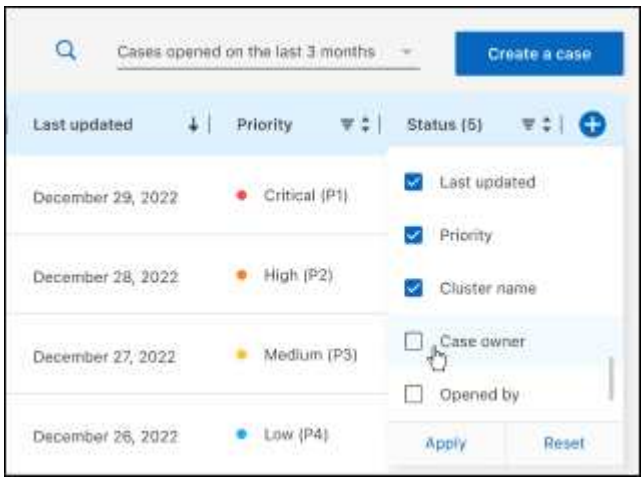 Cases opened on the last 3 months
Create a case
Last updated Priority Status (5)
Last updated
December 29, 2022 Critical (P1)
Priority
December 28, 2022 High (P2)
Cluster name
Case owner
December 27, 2022 Medium (P3)
Opened by
December 26, 2022 Low (P4)
Apply Reset